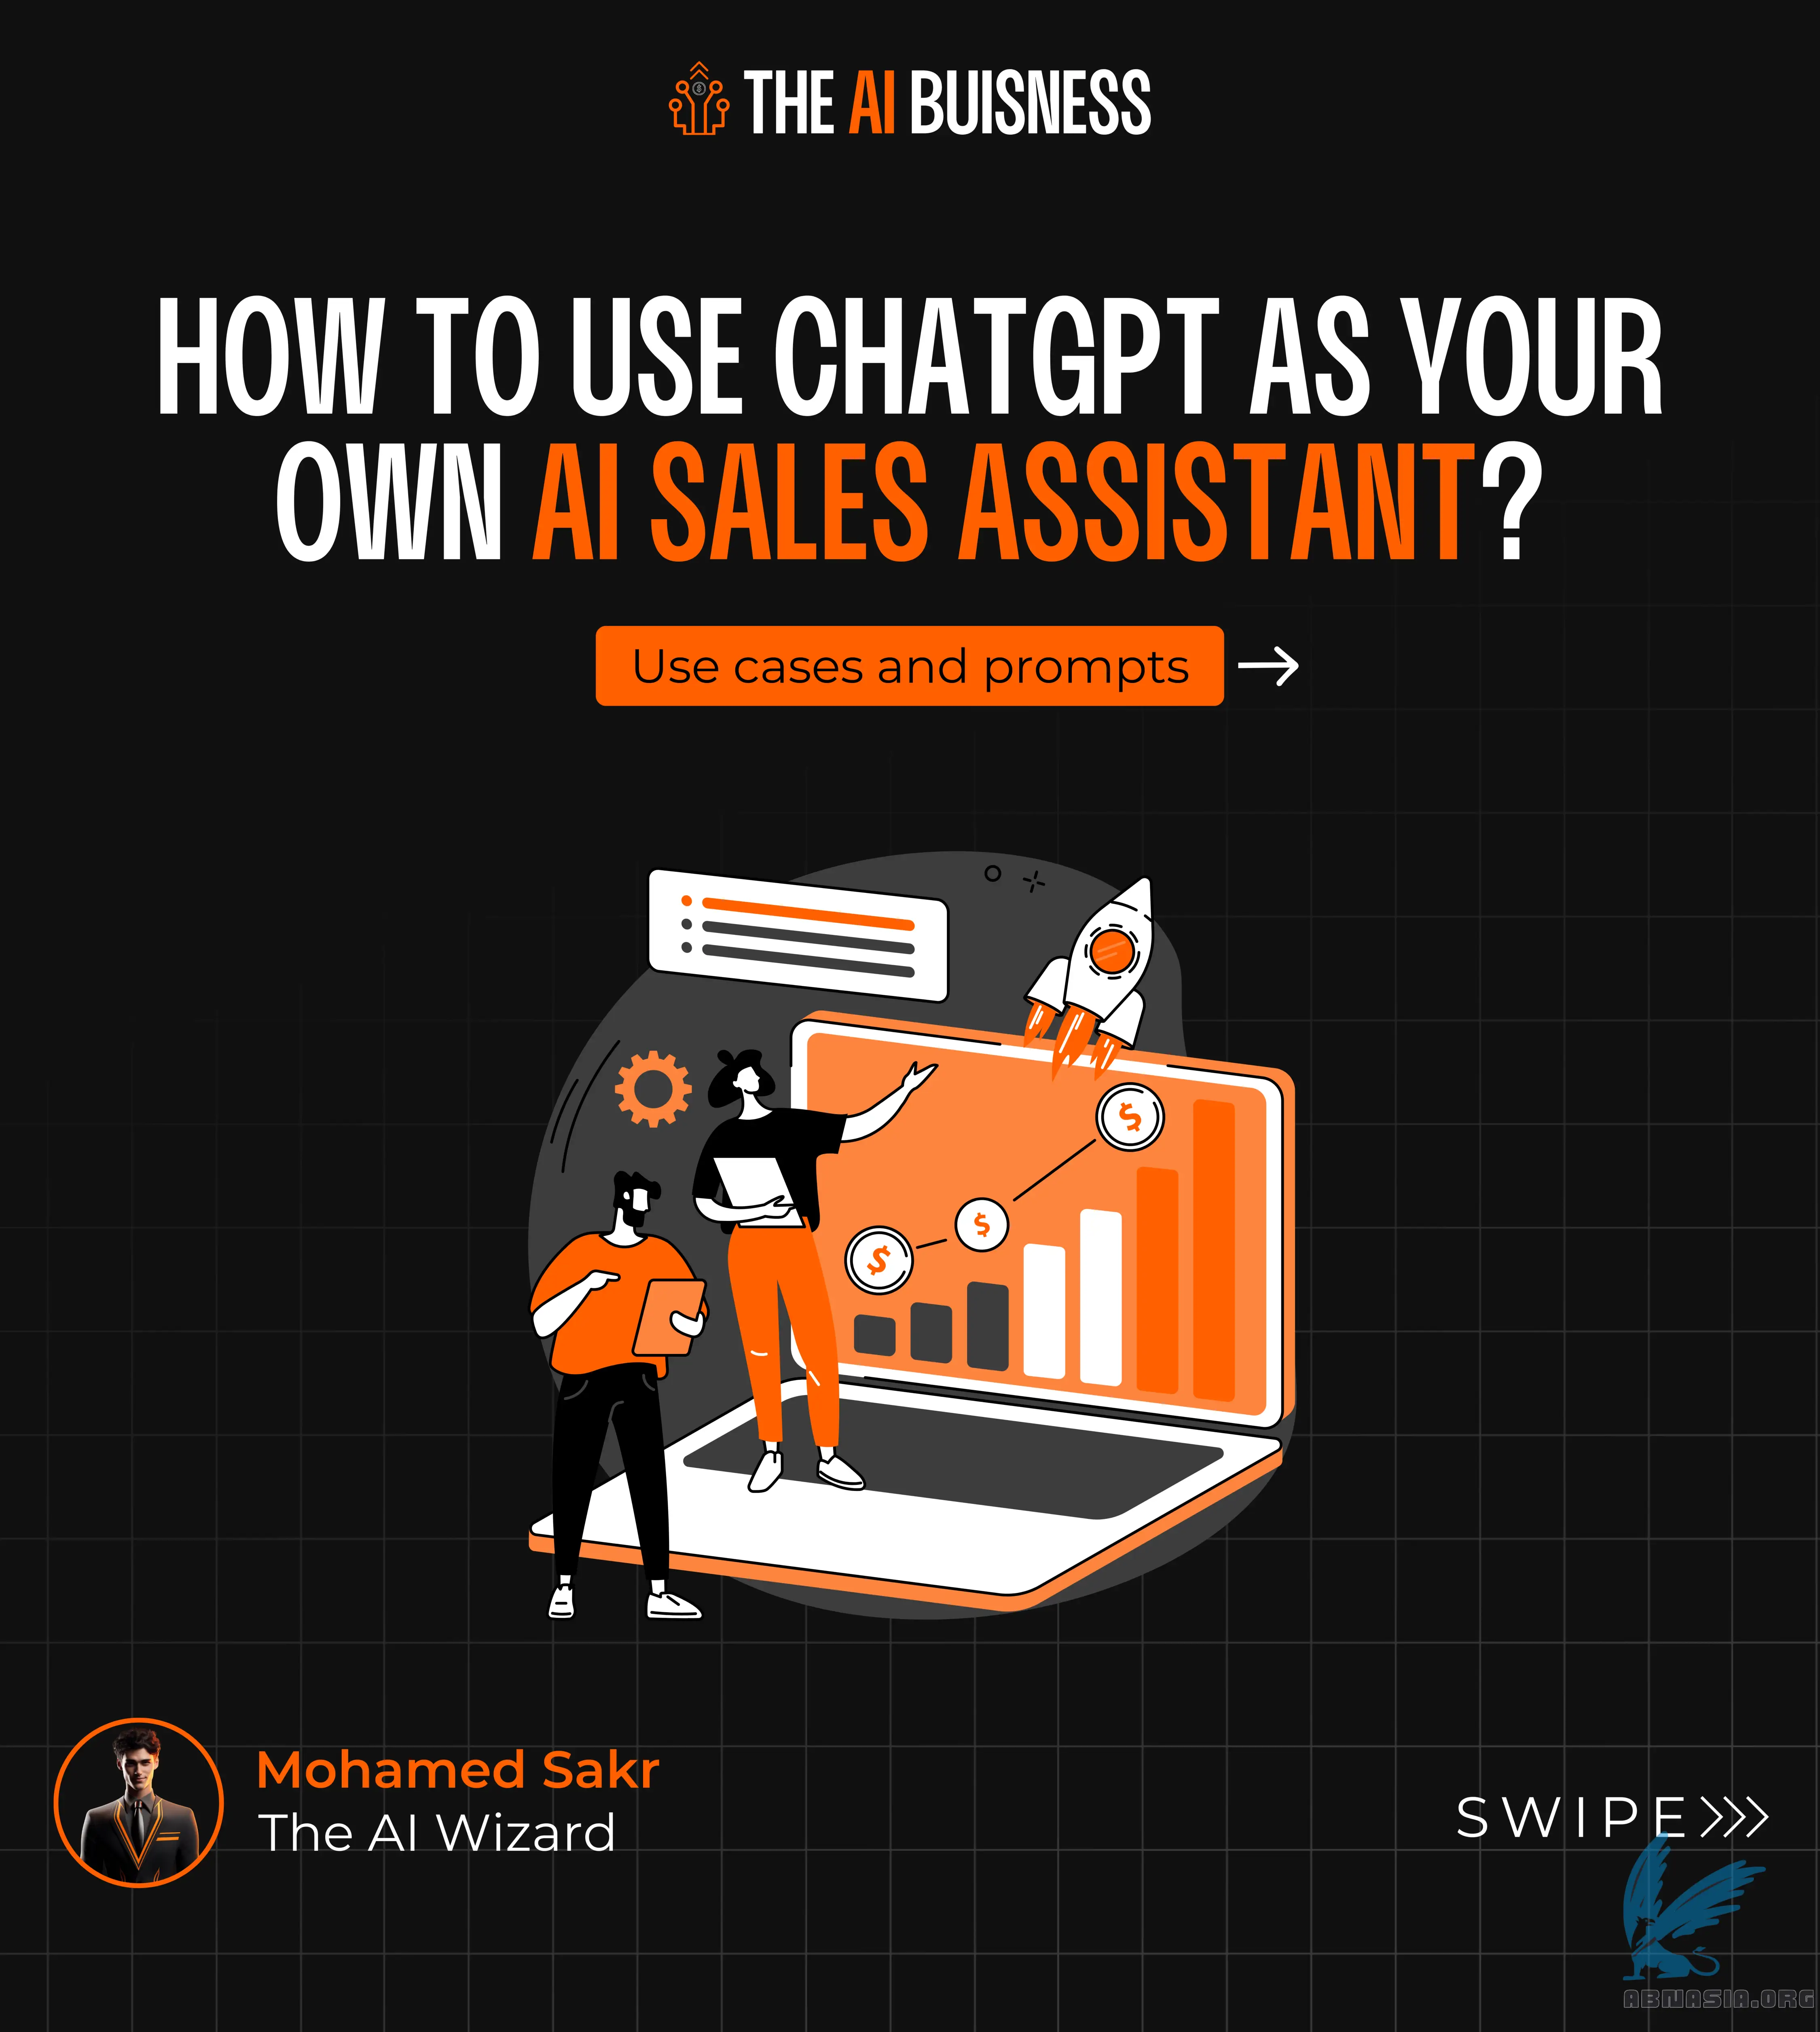 THE AI BUISNESS
HOW TO USE CHATGPT AS YOUR
OWN AI SALES ASSISTANT?
Use cases and prompts
$
$
$
Mohamed Sakr
The AI Wizard
SWIPE
ABNASIA.ORG